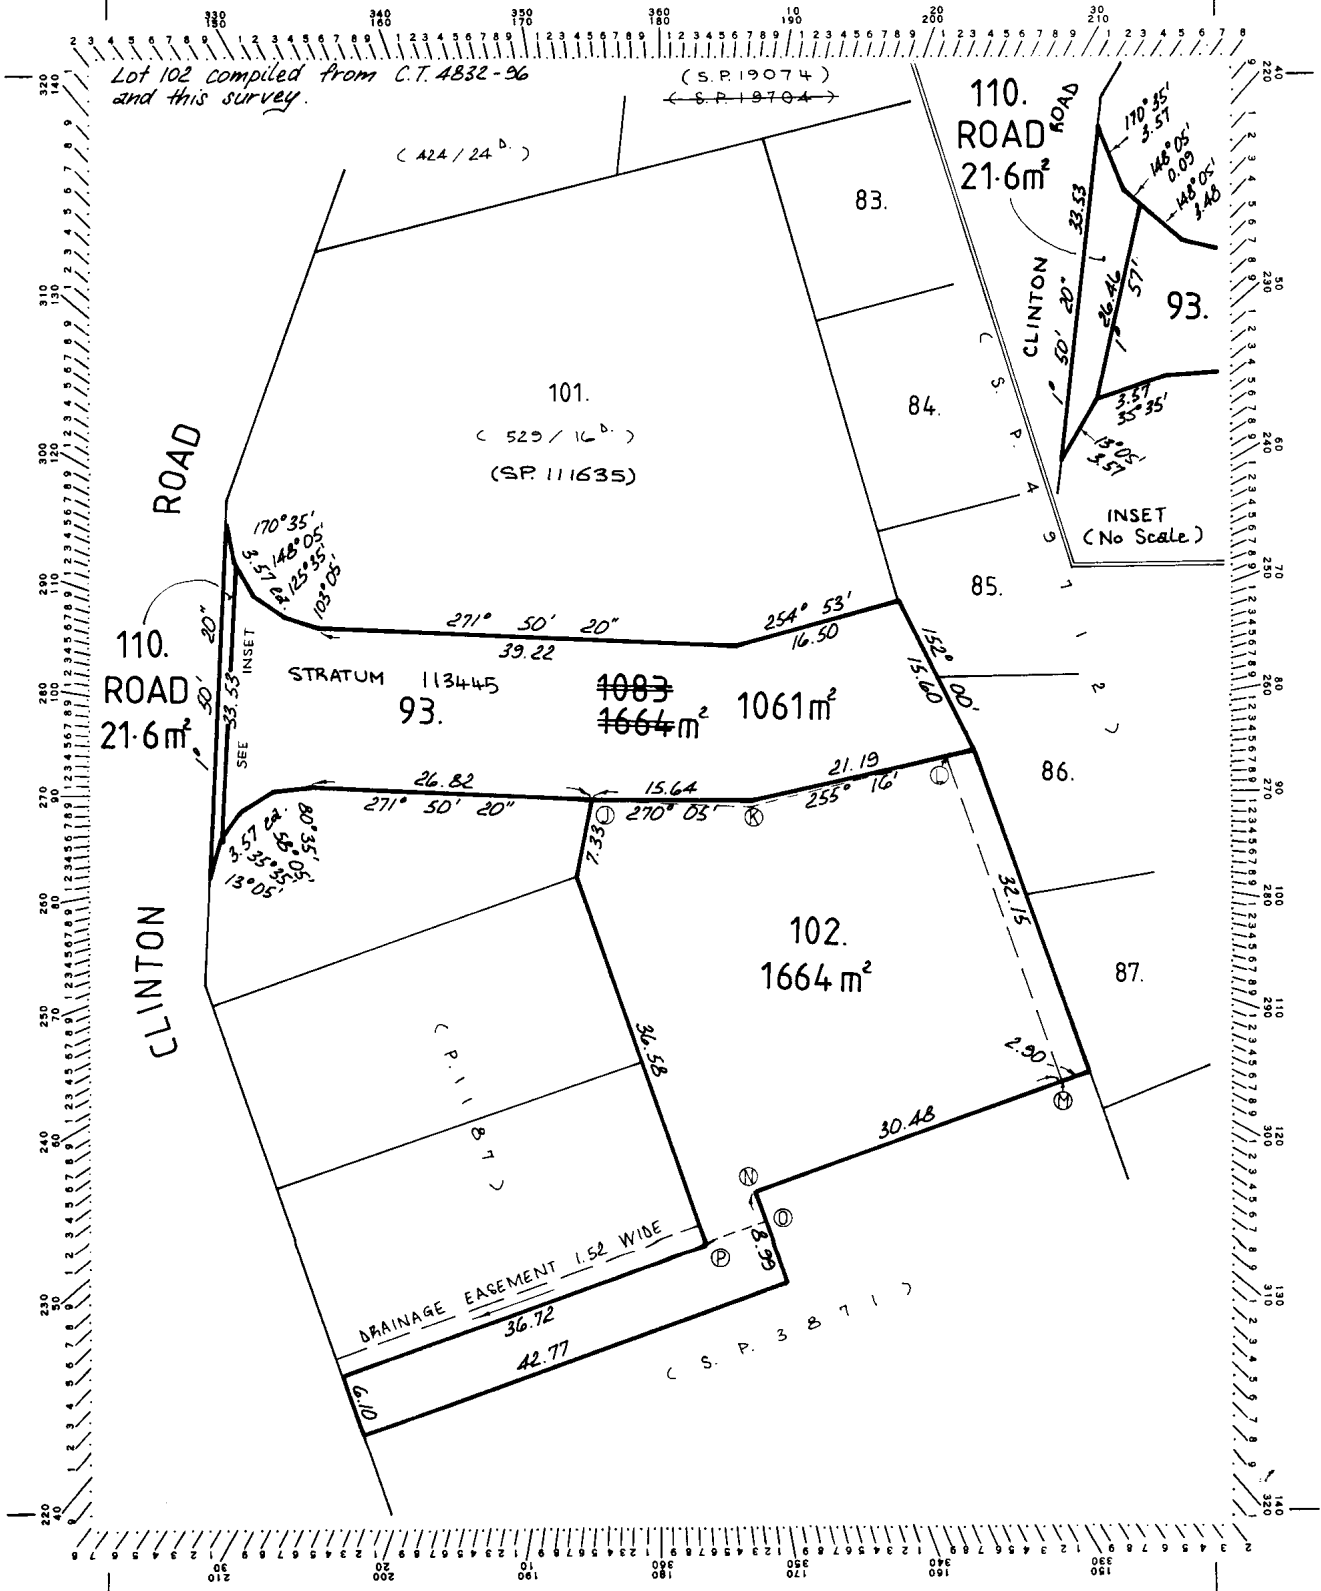 Lot 102 compiled from C.T. 4832-96
and this survey.
(S.P. 19074)
(S.P. 19704)
(424/24 D.)
110.
ROAD
21.6m²
ROAD
170° 35'
3.57
148° 05'
0.09
148° 05'
3.48
33.53
CLINTON
1° 50' 20"
26.46
1° 57'
93.
3.57
35° 35'
13° 05'
3.57
INSET
(No Scale)
83.
84.
85.
86.
87.
(S.P. 49712)
101.
(529/16 D.)
(SP. 111635)
ROAD
170° 35'
148° 05'
125° 35'
103° 05'
3.57 ea.
271° 50' 20"
39.22
254° 53'
16.50
152° 00'
15.60
110.
ROAD
21.6m²
1° 50' 20"
33.53
SEE INSET
STRATUM 113445
93.
1083
1664 m²
1061m²
26.82
271° 50' 20"
15.64
270° 05'
21.19
255° 16'
J
K
L
80° 35'
58° 05'
35° 35'
13° 05'
3.57 ea.
7.33
32.15
CLINTON
102.
1664 m²
36.58
(P. 1187)
2.90
M
30.48
N
O
8.99
P
DRAINAGE EASEMENT 1.52 WIDE
36.72
42.77
6.10
(S.P. 3871)